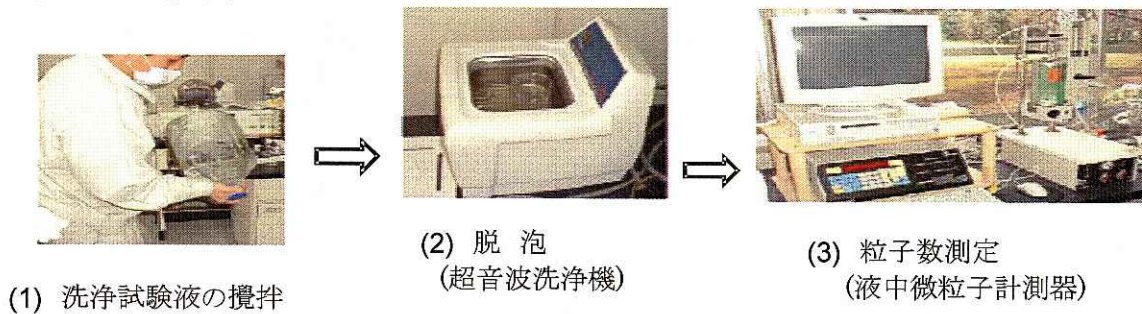 (1) 洗浄試験液の攪拌
(2) 脱 泡
(超音波洗浄機)
(3) 粒子数測定
(液中微粒子計測器)